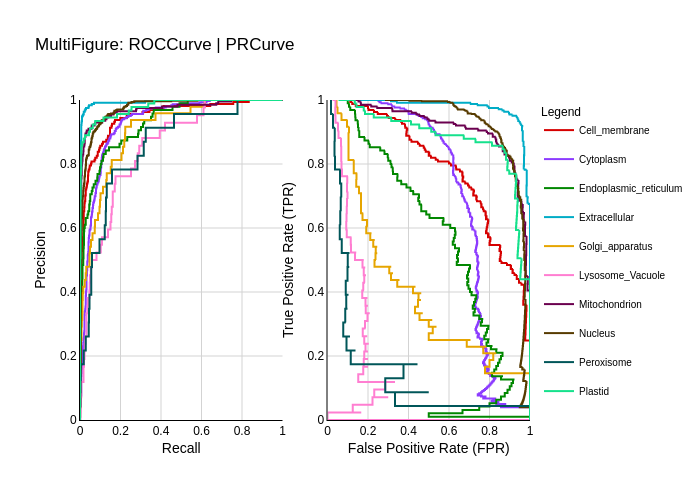 MultiFigure: ROCCurve | PRCurve
Precision
1
0.8
0.6
0.4
0.2
0
0 0.2 0.4 0.6 0.8 1
Recall
True Positive Rate (TPR)
1
0.8
0.6
0.4
0.2
0
0 0.2 0.4 0.6 0.8 1
False Positive Rate (FPR)
Legend
Cell_membrane
Cytoplasm
Endoplasmic_reticulum
Extracellular
Golgi_apparatus
Lysosome_Vacuole
Mitochondrion
Nucleus
Peroxisome
Plastid